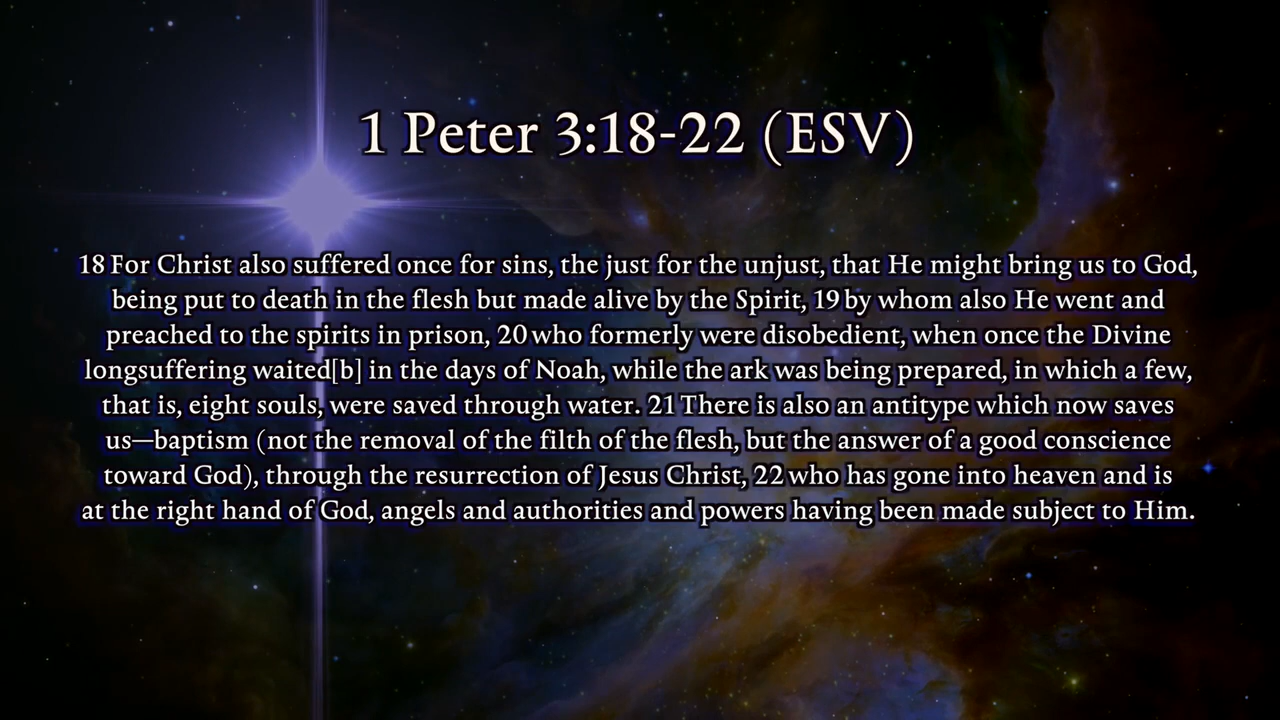 1 Peter 3:18-22 (ESV)
18 For Christ also suffered once for sins, the just for the unjust, that He might bring us to God,
being put to death in the flesh but made alive by the Spirit, 19 by whom also He went and
preached to the spirits in prison, 20 who formerly were disobedient, when once the Divine
longsuffering waited[b] in the days of Noah, while the ark was being prepared, in which a few,
that is, eight souls, were saved through water. 21 There is also an antitype which now saves
us—baptism (not the removal of the filth of the flesh, but the answer of a good conscience
toward God), through the resurrection of Jesus Christ, 22 who has gone into heaven and is
at the right hand of God, angels and authorities and powers having been made subject to Him.